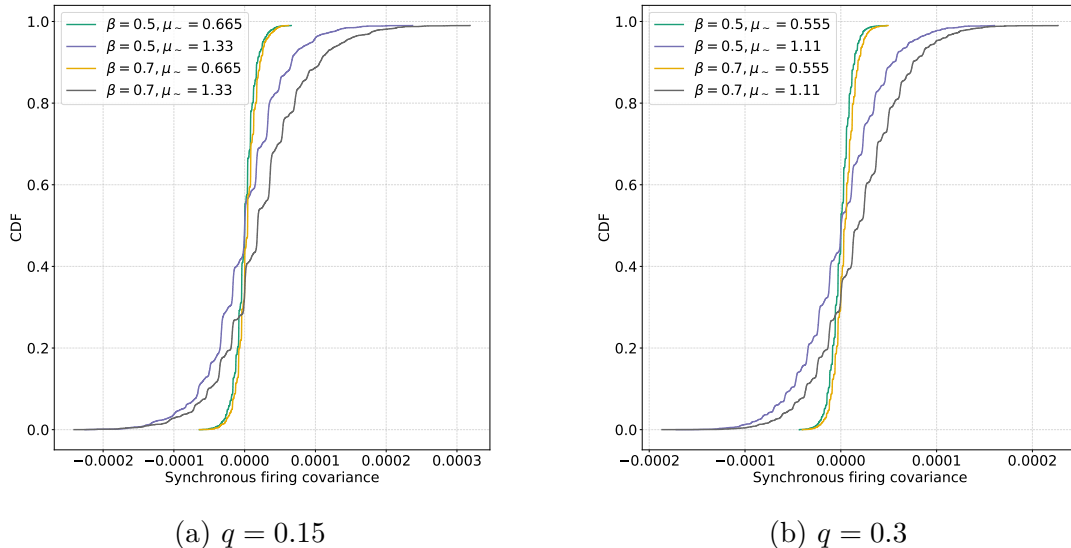 1.0
0.8
0.6
0.4
0.2
0.0
CDF
β = 0.5, μ~ = 0.665
β = 0.5, μ~ = 1.33
β = 0.7, μ~ = 0.665
β = 0.7, μ~ = 1.33
−0.0002 −0.0001 0.0000 0.0001 0.0002 0.0003
Synchronous firing covariance
(a) q = 0.15
1.0
0.8
0.6
0.4
0.2
0.0
CDF
β = 0.5, μ~ = 0.555
β = 0.5, μ~ = 1.11
β = 0.7, μ~ = 0.555
β = 0.7, μ~ = 1.11
−0.0002 −0.0001 0.0000 0.0001 0.0002
Synchronous firing covariance
(b) q = 0.3